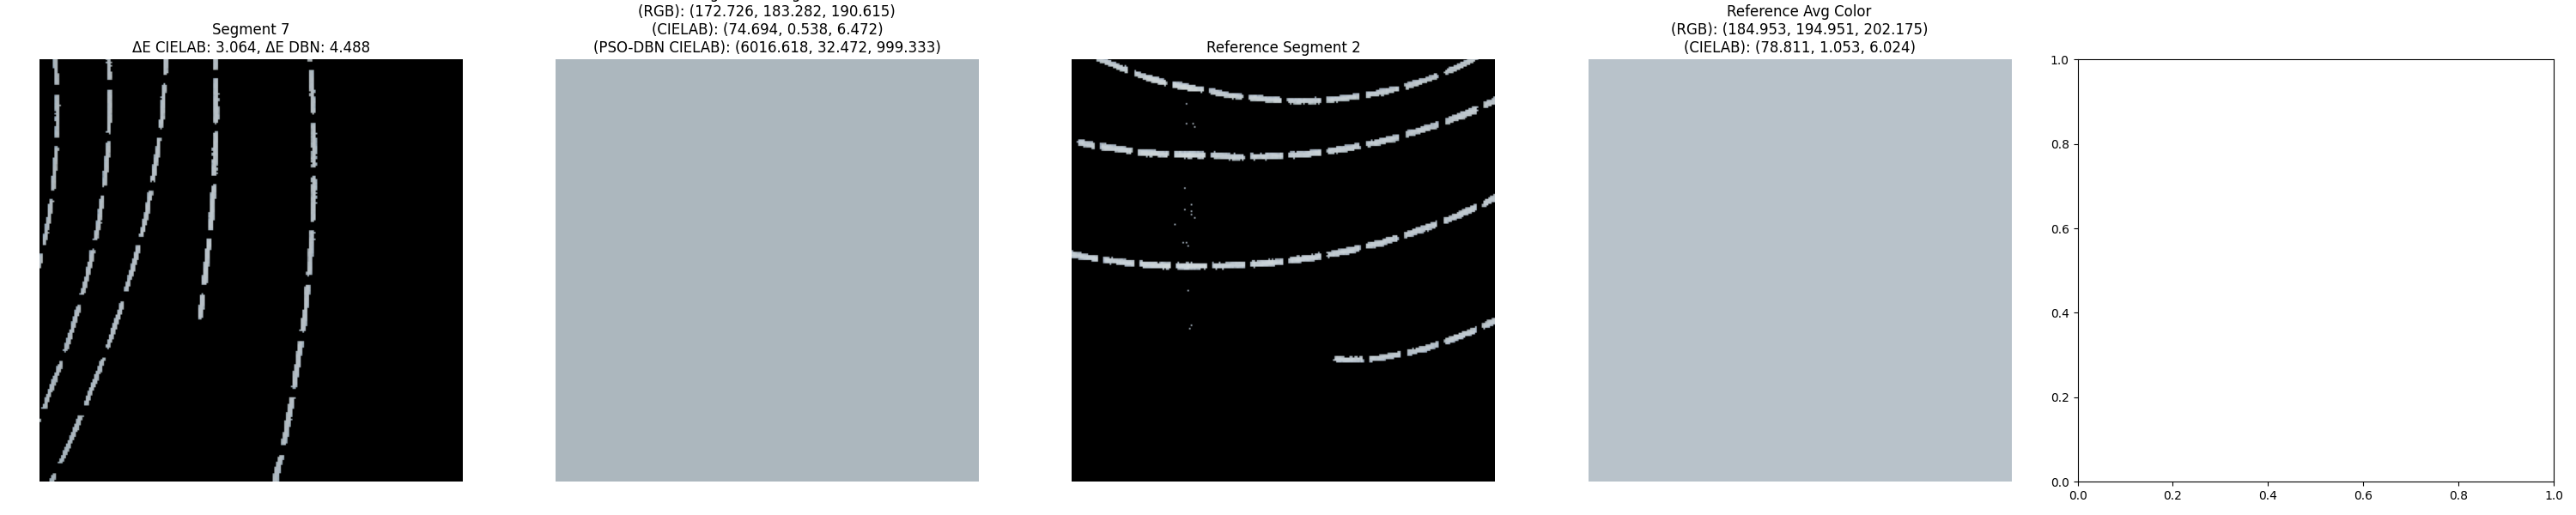 Segment 7
ΔE CIELAB: 3.064, ΔE DBN: 4.488
(RGB): (172.726, 183.282, 190.615)
(CIELAB): (74.694, 0.538, 6.472)
(PSO-DBN CIELAB): (6016.618, 32.472, 999.333)
Reference Segment 2
Reference Avg Color
(RGB): (184.953, 194.951, 202.175)
(CIELAB): (78.811, 1.053, 6.024)
1.0
0.8
0.6
0.4
0.2
0.0
0.0 0.2 0.4 0.6 0.8 1.0